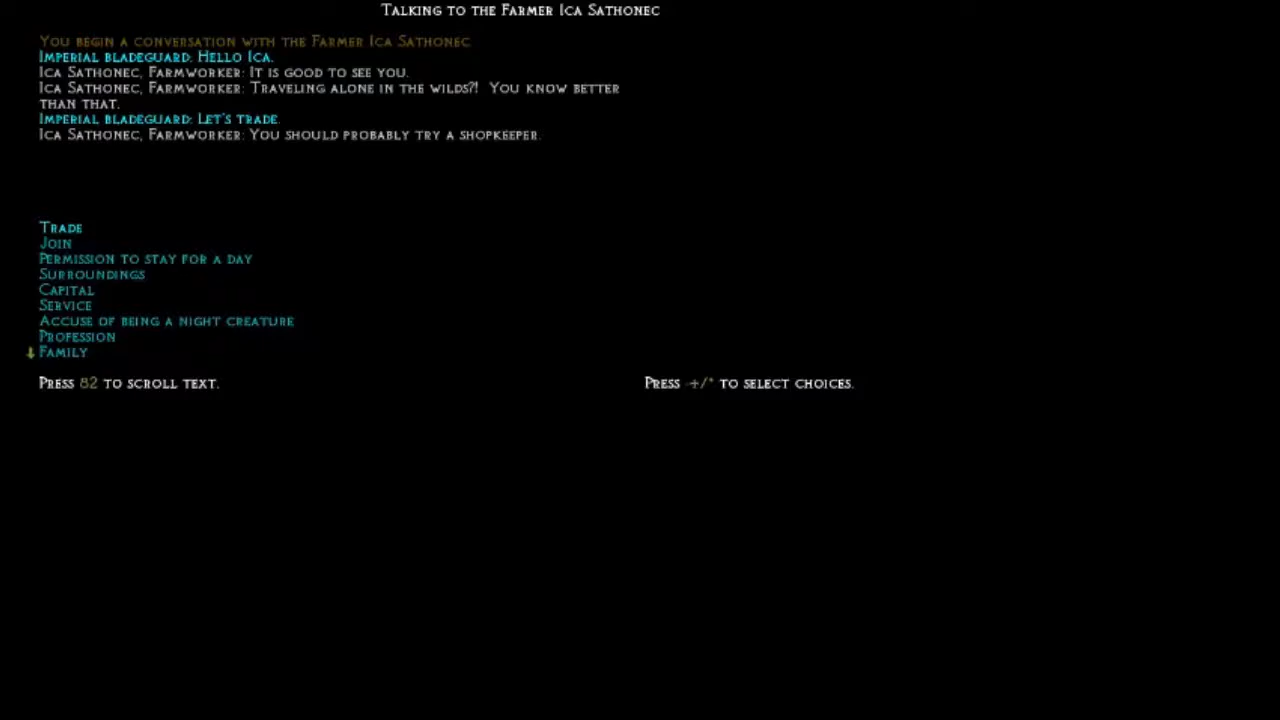 Talking to the Farmer Ica Sathonec
You begin a conversation with the Farmer Ica Sathonec.
Imperial bladeguard: Hello Ica.
Ica Sathonec, Farmworker: It is good to see you.
Ica Sathonec, Farmworker: Traveling alone in the wilds?! You know better
than that.
Imperial bladeguard: Let's trade.
Ica Sathonec, Farmworker: You should probably try a shopkeeper.
Trade
Join
Permission to stay for a day
Surroundings
Capital
Service
Accuse of being a night creature
Profession
Family
Press 82 to scroll text.
Press -+/* to select choices.